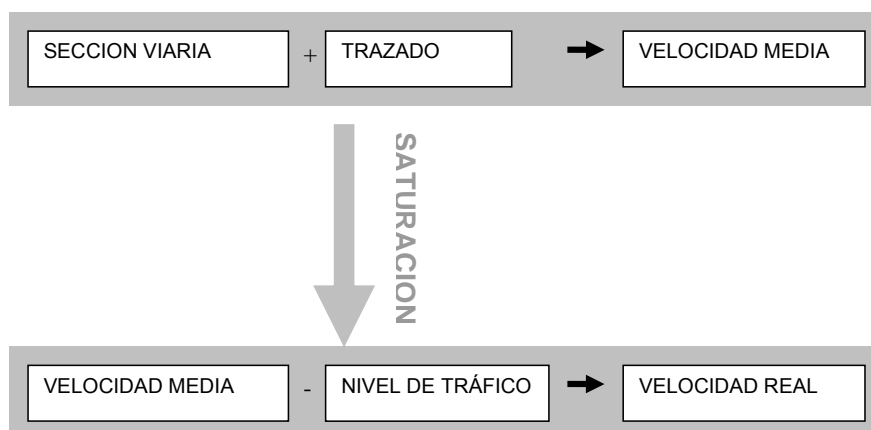 SECCION VIARIA + TRAZADO → VELOCIDAD MEDIA
SATURACION
VELOCIDAD MEDIA - NIVEL DE TRÁFICO → VELOCIDAD REAL